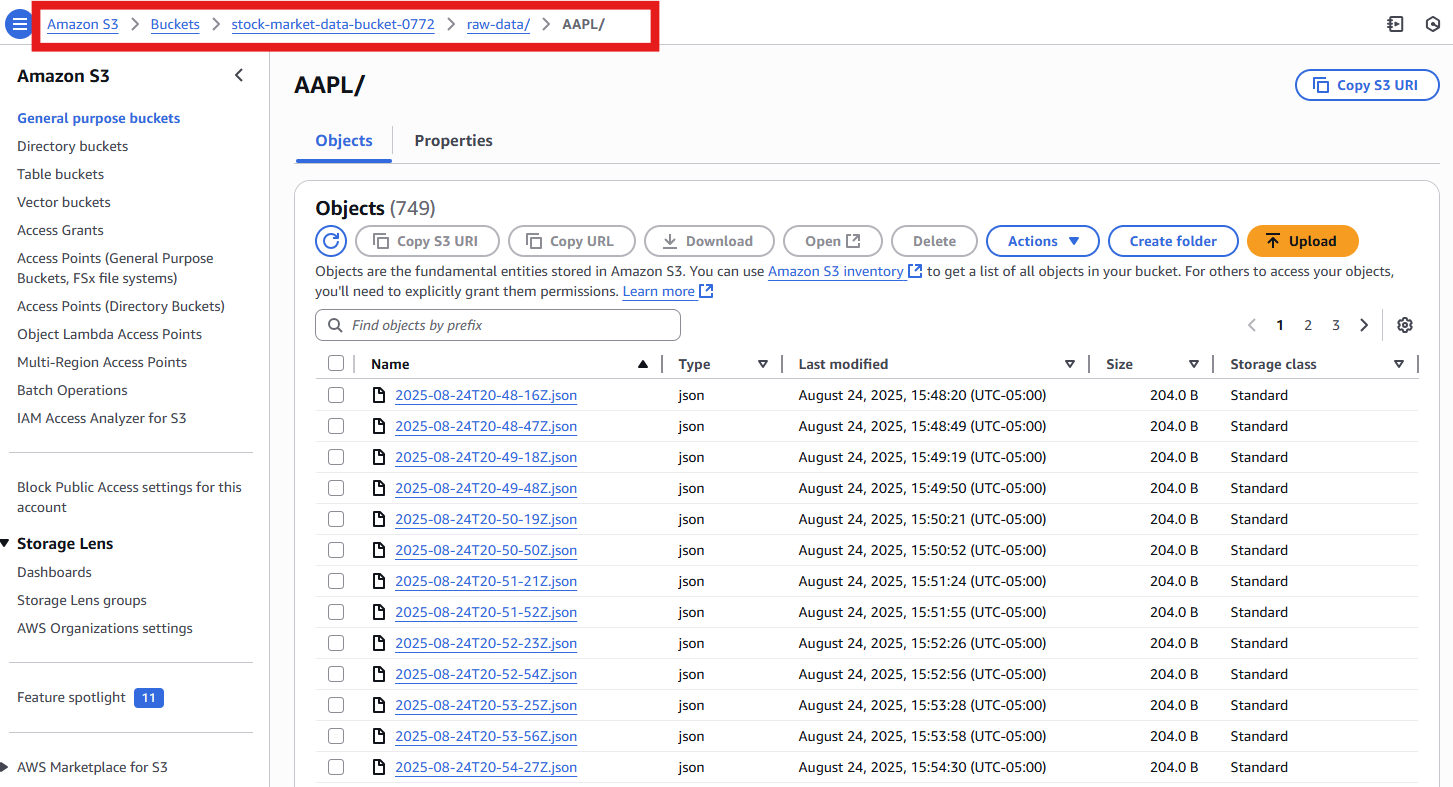 Amazon S3 > Buckets > stock-market-data-bucket-0772 > raw-data/ > AAPL/
Amazon S3
General purpose buckets
Directory buckets
Table buckets
Vector buckets
Access Grants
Access Points (General Purpose
Buckets, FSx file systems)
Access Points (Directory Buckets)
Object Lambda Access Points
Multi-Region Access Points
Batch Operations
IAM Access Analyzer for S3
Block Public Access settings for this
account
Storage Lens
Dashboards
Storage Lens groups
AWS Organizations settings
Feature spotlight 11
AWS Marketplace for S3
AAPL/
Copy S3 URI
Objects Properties
Objects (749)
Copy S3 URI Copy URL Download Open Delete Actions Create folder Upload
Objects are the fundamental entities stored in Amazon S3. You can use Amazon S3 inventory to get a list of all objects in your bucket. For others to access your objects,
you'll need to explicitly grant them permissions. Learn more
Find objects by prefix
1 2 3
Name Type Last modified Size Storage class
2025-08-24T20-48-16Z.json json August 24, 2025, 15:48:20 (UTC-05:00) 204.0 B Standard
2025-08-24T20-48-47Z.json json August 24, 2025, 15:48:49 (UTC-05:00) 204.0 B Standard
2025-08-24T20-49-18Z.json json August 24, 2025, 15:49:19 (UTC-05:00) 204.0 B Standard
2025-08-24T20-49-48Z.json json August 24, 2025, 15:49:50 (UTC-05:00) 204.0 B Standard
2025-08-24T20-50-19Z.json json August 24, 2025, 15:50:21 (UTC-05:00) 204.0 B Standard
2025-08-24T20-50-50Z.json json August 24, 2025, 15:50:52 (UTC-05:00) 204.0 B Standard
2025-08-24T20-51-21Z.json json August 24, 2025, 15:51:24 (UTC-05:00) 204.0 B Standard
2025-08-24T20-51-52Z.json json August 24, 2025, 15:51:55 (UTC-05:00) 204.0 B Standard
2025-08-24T20-52-23Z.json json August 24, 2025, 15:52:26 (UTC-05:00) 204.0 B Standard
2025-08-24T20-52-54Z.json json August 24, 2025, 15:52:56 (UTC-05:00) 204.0 B Standard
2025-08-24T20-53-25Z.json json August 24, 2025, 15:53:28 (UTC-05:00) 204.0 B Standard
2025-08-24T20-53-56Z.json json August 24, 2025, 15:53:58 (UTC-05:00) 204.0 B Standard
2025-08-24T20-54-27Z.json json August 24, 2025, 15:54:30 (UTC-05:00) 204.0 B Standard